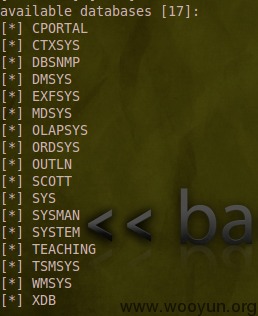 available databases [17]:
[*] CPORTAL
[*] CTXSYS
[*] DBSNMP
[*] DMSYS
[*] EXFSYS
[*] MDSYS
[*] OLAPSYS
[*] ORDSYS
[*] OUTLN
[*] SCOTT
[*] SYS
[*] SYSMAN
[*] SYSTEM
[*] TEACHING
[*] TSMSYS
[*] WMSYS
[*] XDB
<< ba
www.wooyun.org